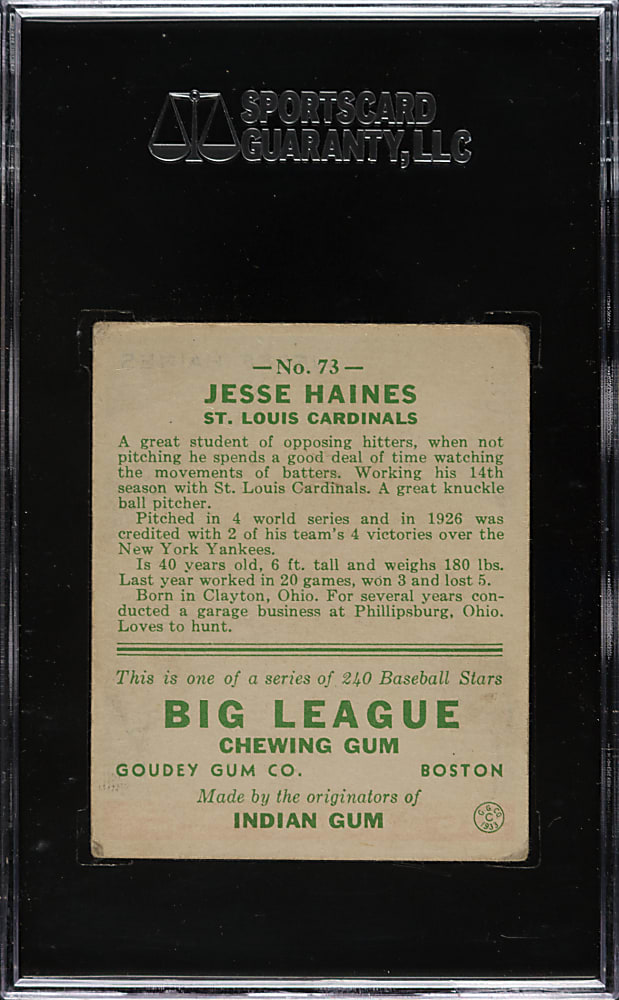 SPORTSCARD
GUARANTY, LLC
— No. 73 —
JESSE HAINES
ST. LOUIS CARDINALS
A great student of opposing hitters, when not
pitching he spends a good deal of time watching
the movements of batters. Working his 14th
season with St. Louis Cardinals. A great knuckle
ball pitcher.
Pitched in 4 world series and in 1926 was
credited with 2 of his team's 4 victories over the
New York Yankees.
Is 40 years old, 6 ft. tall and weighs 180 lbs.
Last year worked in 20 games, won 3 and lost 5.
Born in Clayton, Ohio. For several years con-
ducted a garage business at Phillipsburg, Ohio.
Loves to hunt.
This is one of a series of 240 Baseball Stars
BIG LEAGUE
CHEWING GUM
GOUDEY GUM CO. BOSTON
Made by the originators of
INDIAN GUM
G. G. CO.
C
1933